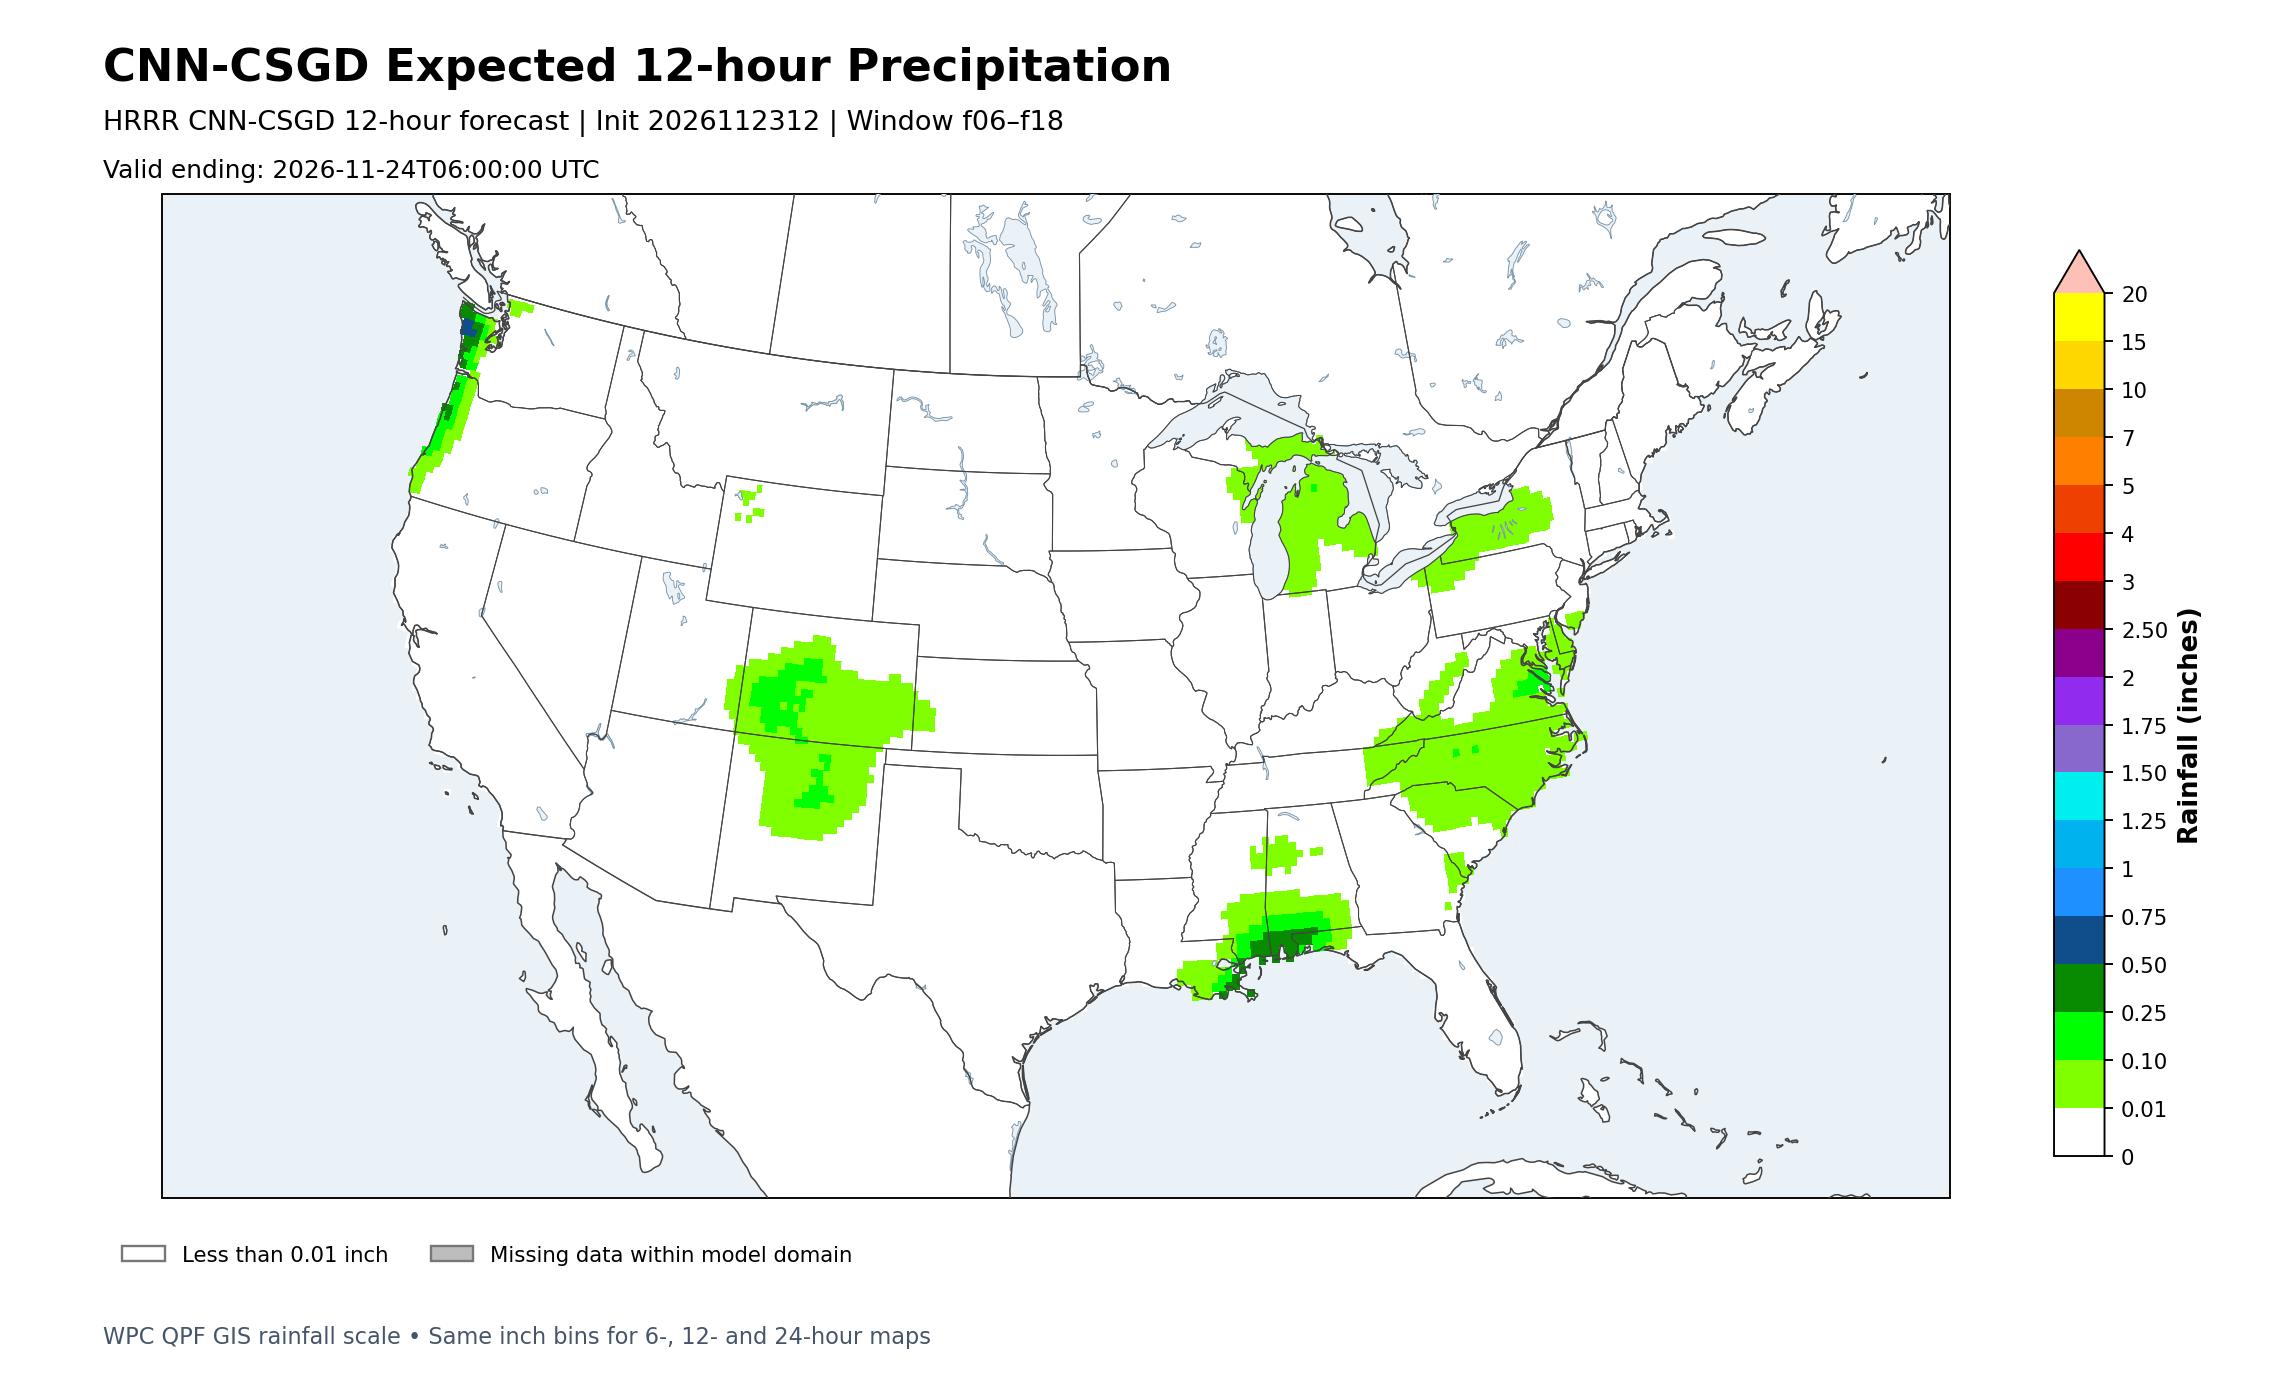 CNN-CSGD Expected 12-hour Precipitation
HRRR CNN-CSGD 12-hour forecast | Init 2026112312 | Window f06–f18
Valid ending: 2026-11-24T06:00:00 UTC
20
15
10
7
5
4
3
2.50
2
1.75
1.50
1.25
1
0.75
0.50
0.25
0.10
0.01
0
Rainfall (inches)
Less than 0.01 inch
Missing data within model domain
WPC QPF GIS rainfall scale • Same inch bins for 6-, 12- and 24-hour maps